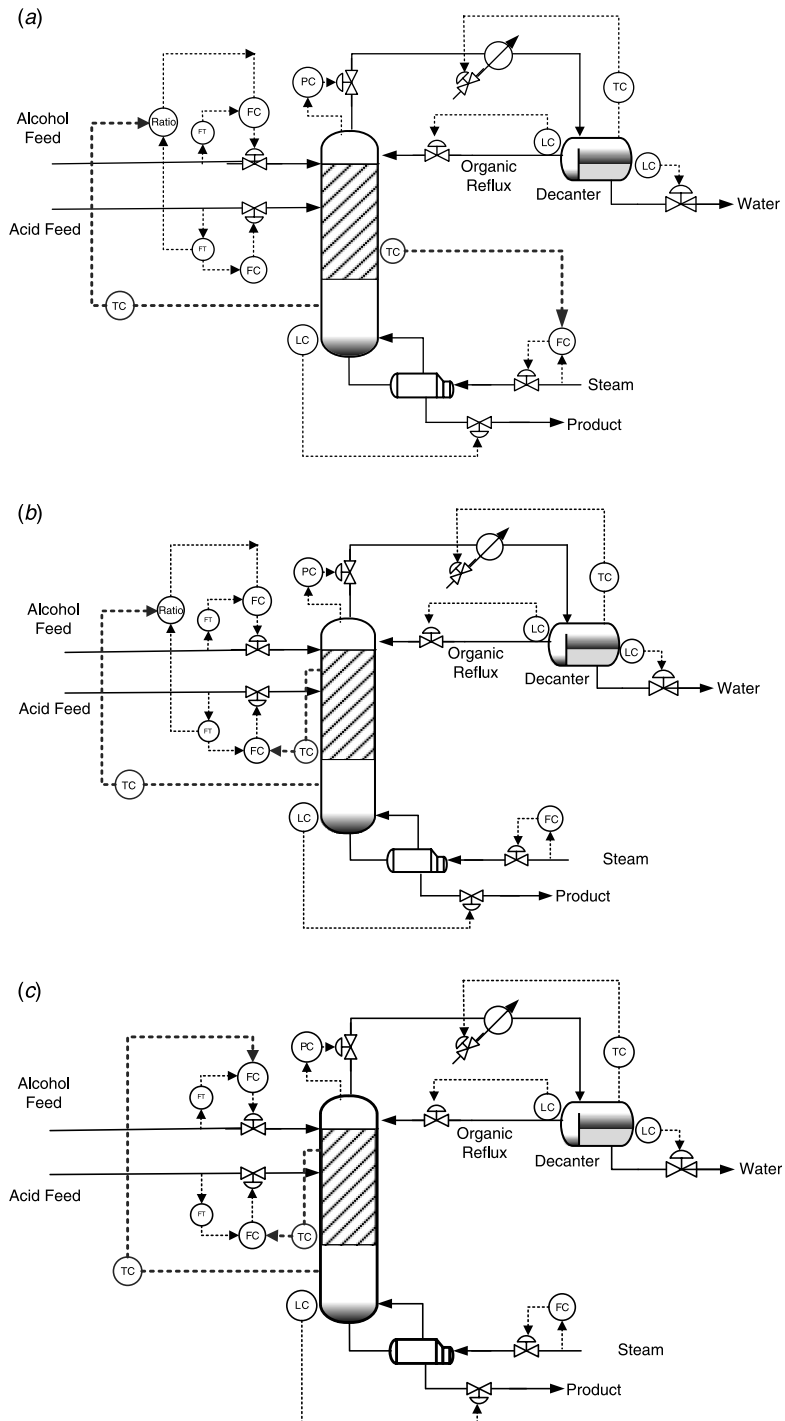 (a)
PC
TC
Alcohol
Feed
Ratio
FC
FT
LC
Organic
Reflux
LC
Decanter
Water
Acid Feed
FT
FC
TC
TC
LC
FC
Steam
Product
(b)
PC
TC
Alcohol
Feed
Ratio
FC
FT
LC
Organic
Reflux
LC
Decanter
Water
Acid Feed
FT
FC
TC
TC
LC
FC
Steam
Product
(c)
PC
TC
Alcohol
Feed
FC
FT
LC
Organic
Reflux
LC
Decanter
Water
Acid Feed
FT
FC
TC
TC
LC
FC
Steam
Product